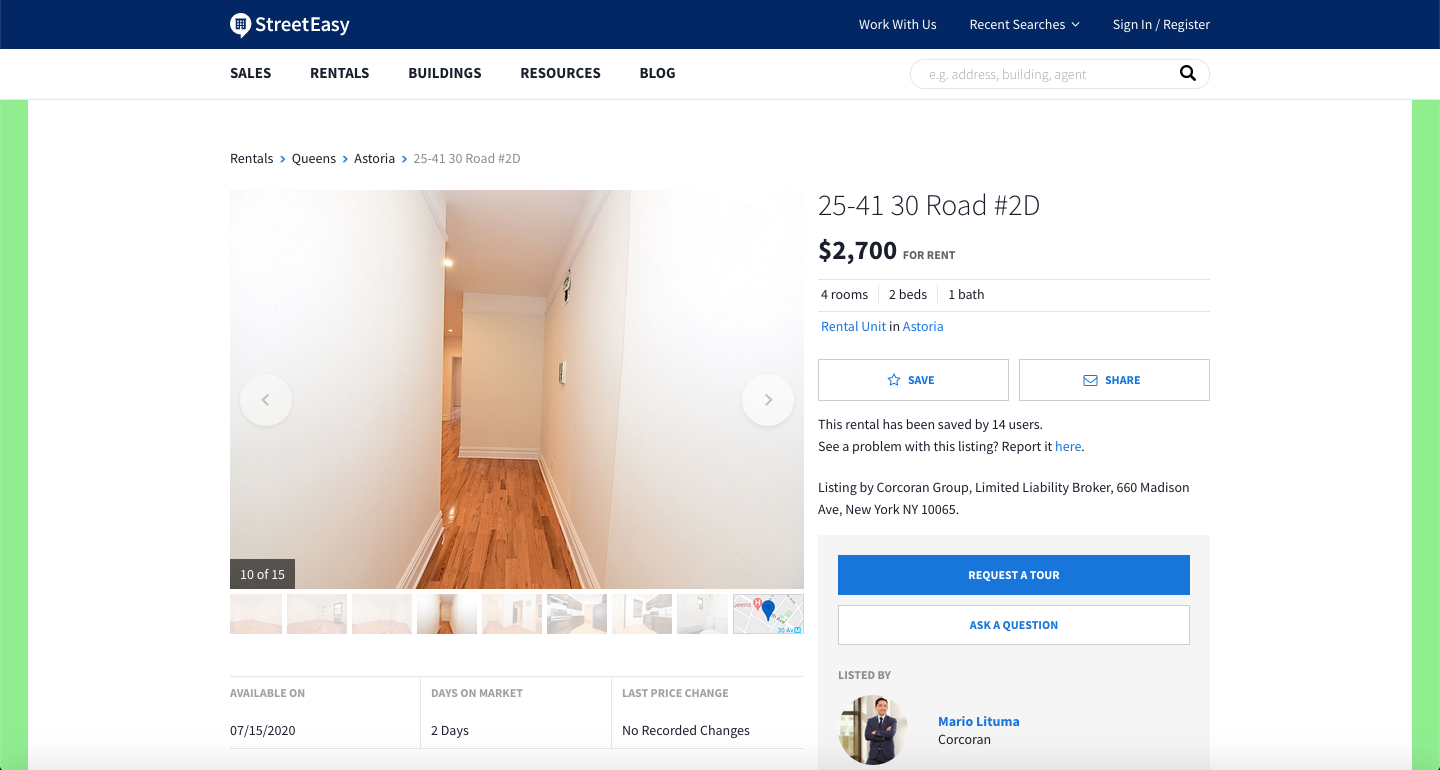 StreetEasy
Work With Us
Recent Searches
Sign In / Register
SALES
RENTALS
BUILDINGS
RESOURCES
BLOG
e.g. address, building, agent
Rentals
Queens
Astoria
25-41 30 Road #2D
25-41 30 Road #2D
$2,700 FOR RENT
4 rooms
2 beds
1 bath
Rental Unit in Astoria
SAVE
SHARE
This rental has been saved by 14 users.
See a problem with this listing? Report it here.
Listing by Corcoran Group, Limited Liability Broker, 660 Madison
Ave, New York NY 10065.
10 of 15
30 Av
REQUEST A TOUR
ASK A QUESTION
LISTED BY
Mario Lituma
Corcoran
AVAILABLE ON
07/15/2020
DAYS ON MARKET
2 Days
LAST PRICE CHANGE
No Recorded Changes